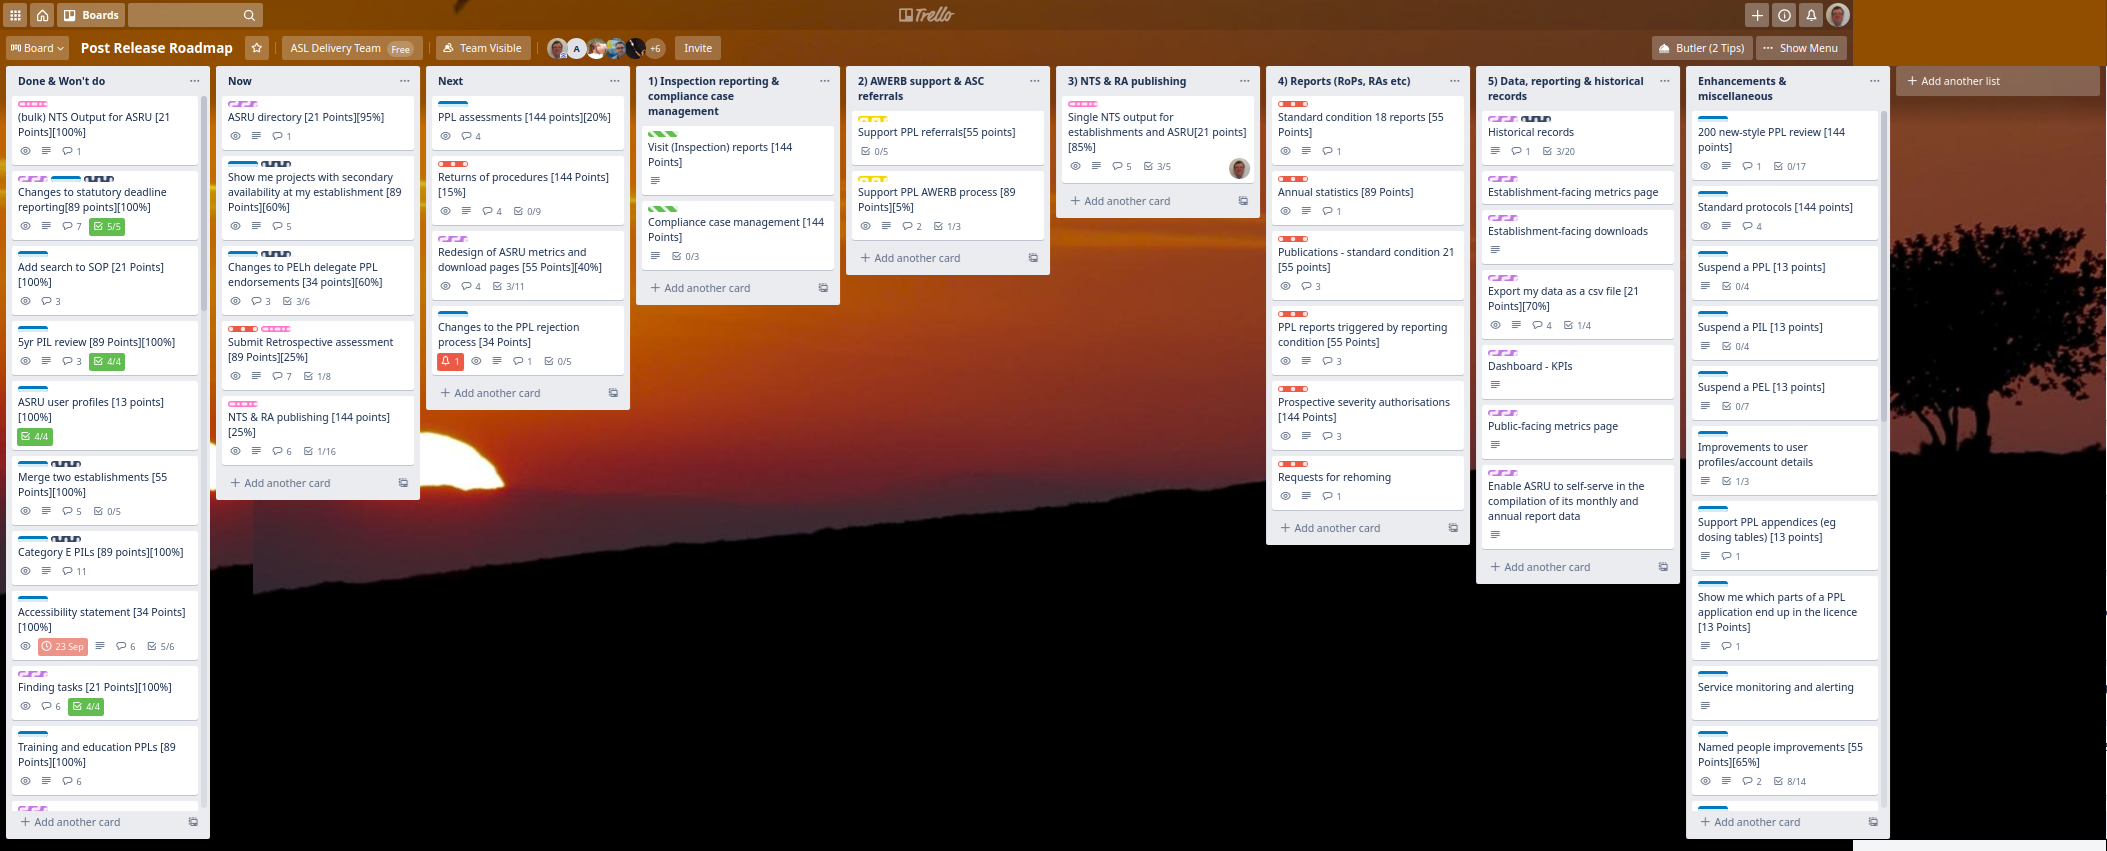 Boards
Trello
Board
Post Release Roadmap
ASL Delivery Team Free
Team Visible
A
+6
Invite
Butler (2 Tips)
Show Menu
Done & Won't do
(bulk) NTS Output for ASRU [21
Points][100%]
1
Changes to statutory deadline
reporting[89 points][100%]
7 5/5
Add search to SOP [21 Points]
[100%]
3
5yr PIL review [89 Points][100%]
3 4/4
ASRU user profiles [13 points]
[100%]
4/4
Merge two establishments [55
Points][100%]
5 0/5
Category E PILs [89 points][100%]
11
Accessibility statement [34 Points]
[100%]
23 Sep 6 5/6
Finding tasks [21 Points][100%]
6 4/4
Training and education PPLs [89
Points][100%]
6
Add another card
Now
ASRU directory [21 Points][95%]
1
Show me projects with secondary
availability at my establishment [89
Points][60%]
5
Changes to PELh delegate PPL
endorsements [34 points][60%]
3 3/6
Submit Retrospective assessment
[89 Points][25%]
7 1/8
NTS & RA publishing [144 points]
[25%]
6 1/16
Add another card
Next
PPL assessments [144 points][20%]
4
Returns of procedures [144 Points]
[15%]
4 0/9
Redesign of ASRU metrics and
download pages [55 Points][40%]
4 3/11
Changes to the PPL rejection
process [34 Points]
1 1 0/5
Add another card
1) Inspection reporting &
compliance case
management
Visit (Inspection) reports [144
Points]
Compliance case management [144
Points]
0/3
Add another card
2) AWERB support & ASC
referrals
Support PPL referrals[55 points]
0/5
Support PPL AWERB process [89
Points][5%]
2 1/3
Add another card
3) NTS & RA publishing
Single NTS output for
establishments and ASRU[21 points]
[85%]
5 3/5
Add another card
4) Reports (RoPs, RAs etc)
Standard condition 18 reports [55
Points]
1
Annual statistics [89 Points]
1
Publications - standard condition 21
[55 points]
3
PPL reports triggered by reporting
condition [55 Points]
3
Prospective severity authorisations
[144 Points]
3
Requests for rehoming
1
Add another card
5) Data, reporting & historical
records
Historical records
1 3/20
Establishment-facing metrics page
Establishment-facing downloads
Export my data as a csv file [21
Points][70%]
4 1/4
Dashboard - KPIs
Public-facing metrics page
Enable ASRU to self-serve in the
compilation of its monthly and
annual report data
Add another card
Enhancements &
miscellaneous
200 new-style PPL review [144
points]
1 0/17
Standard protocols [144 points]
4
Suspend a PPL [13 points]
0/4
Suspend a PIL [13 points]
0/4
Suspend a PEL [13 points]
0/7
Improvements to user
profiles/account details
1/3
Support PPL appendices (eg
dosing tables) [13 points]
1
Show me which parts of a PPL
application end up in the licence
[13 Points]
1
Service monitoring and alerting
Named people improvements [55
Points][65%]
2 8/14
Add another card
Add another list